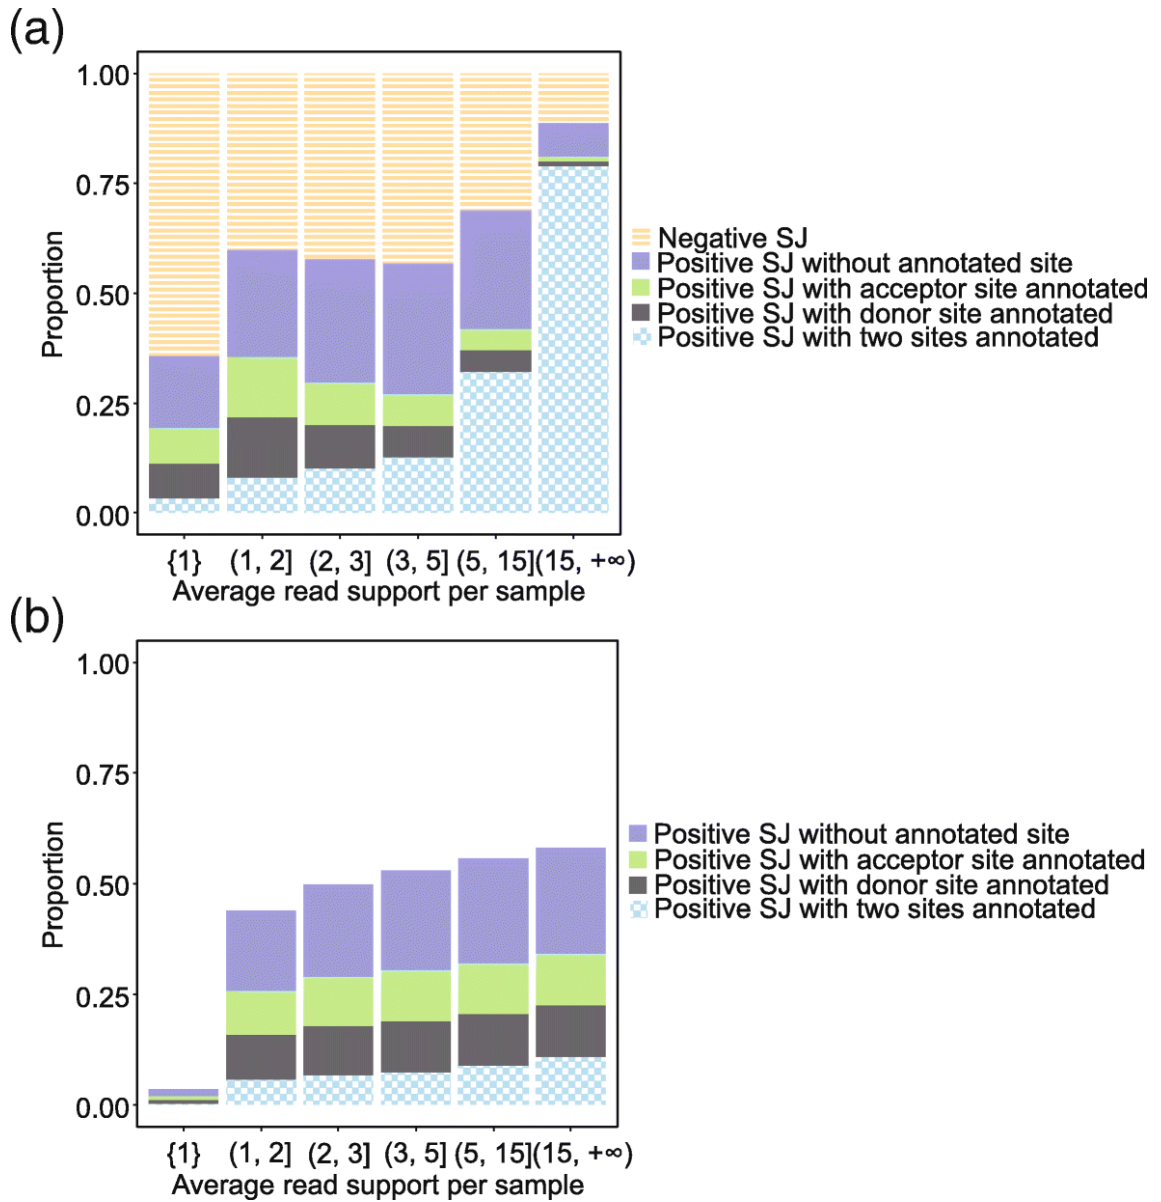 (a)
1.00
0.75
0.50
0.25
0.00
Proportion
{1} (1, 2] (2, 3] (3, 5] (5, 15] (15, +∞)
Average read support per sample
Negative SJ
Positive SJ without annotated site
Positive SJ with acceptor site annotated
Positive SJ with donor site annotated
Positive SJ with two sites annotated
(b)
1.00
0.75
0.50
0.25
0.00
Proportion
{1} (1, 2] (2, 3] (3, 5] (5, 15] (15, +∞)
Average read support per sample
Positive SJ without annotated site
Positive SJ with acceptor site annotated
Positive SJ with donor site annotated
Positive SJ with two sites annotated